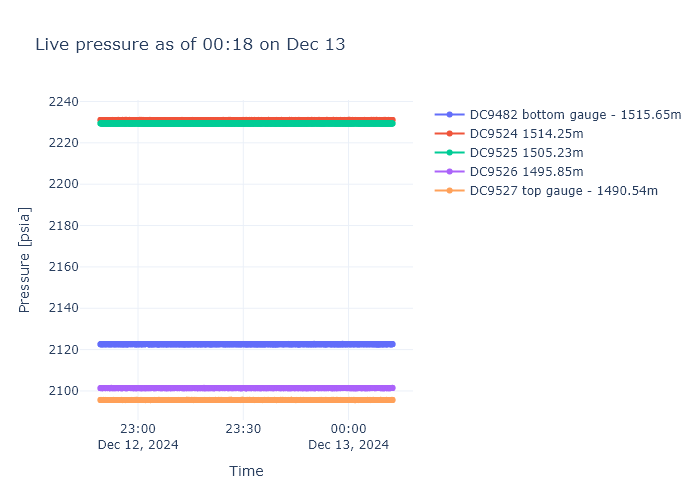 Live pressure as of 00:18 on Dec 13
2240
2220
2200
2180
2160
2140
2120
2100
Pressure [psia]
23:00
Dec 12, 2024
23:30
00:00
Dec 13, 2024
Time
DC9482 bottom gauge - 1515.65m
DC9524 1514.25m
DC9525 1505.23m
DC9526 1495.85m
DC9527 top gauge - 1490.54m